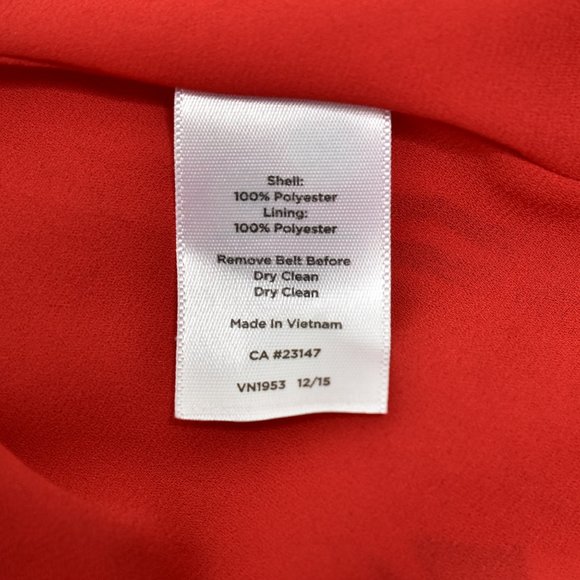 Shell:
100% Polyester
Lining:
100% Polyester
Remove Belt Before
Dry Clean
Dry Clean
Made In Vietnam
CA #23147
VN1953 12/15